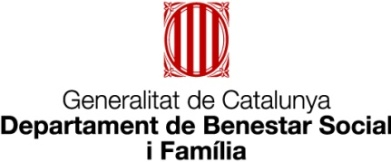 Generalitat de Catalunya
Departament de Benestar Social
i Família